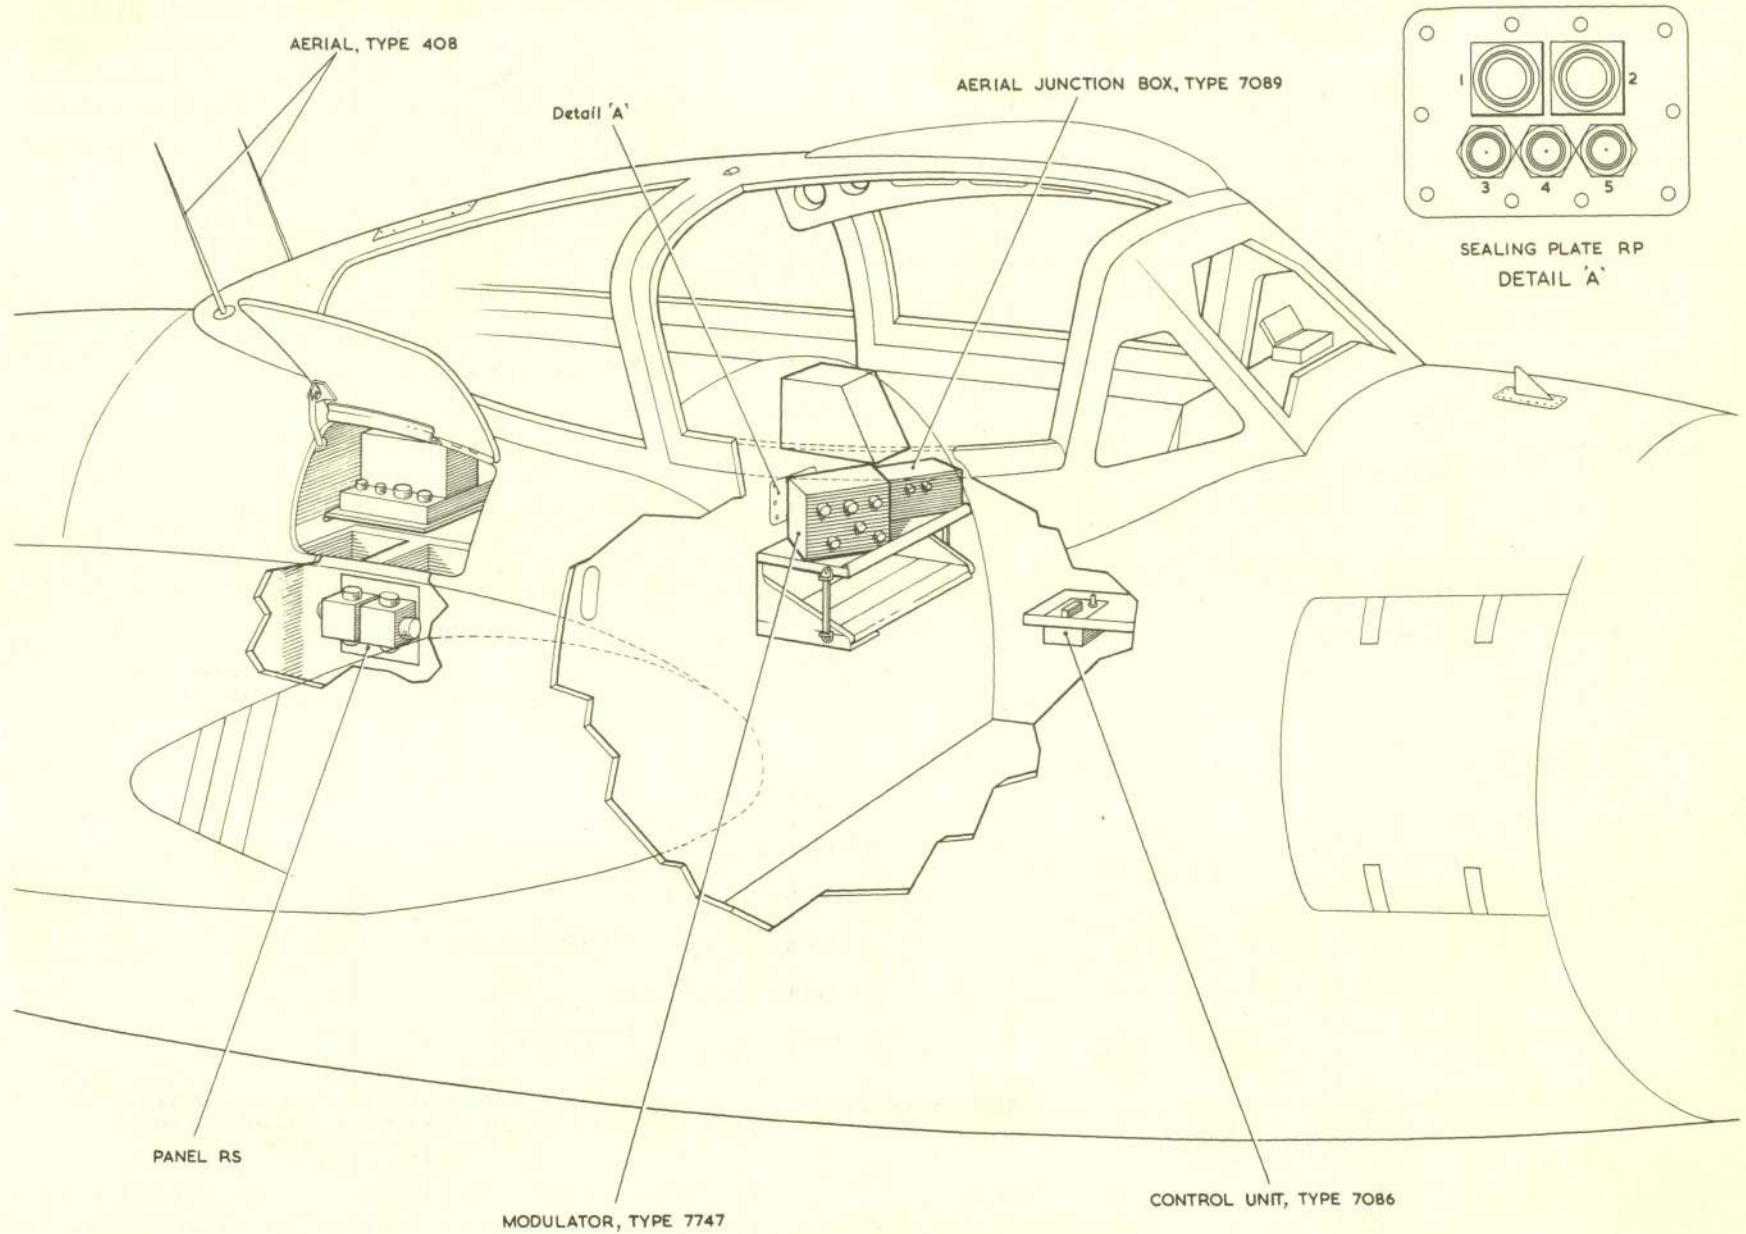 AERIAL, TYPE 408
Detail 'A'
AERIAL JUNCTION BOX, TYPE 7089
1
2
3 4 5
SEALING PLATE RP
DETAIL 'A'
PANEL RS
MODULATOR, TYPE 7747
CONTROL UNIT, TYPE 7086